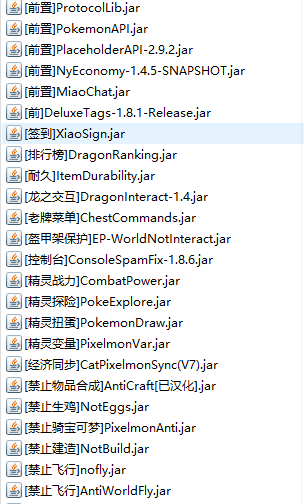 [前置]ProtocolLib.jar
[前置]PokemonAPI.jar
[前置]PlaceholderAPI-2.9.2.jar
[前置]NyEconomy-1.4.5-SNAPSHOT.jar
[前置]MiaoChat.jar
[前]DeluxeTags-1.8.1-Release.jar
[签到]XiaoSign.jar
[排行榜]DragonRanking.jar
[耐久]ItemDurability.jar
[龙之交互]DragonInteract-1.4.jar
[老牌菜单]ChestCommands.jar
[盔甲架保护]EP-WorldNotInteract.jar
[控制台]ConsoleSpamFix-1.8.6.jar
[精灵战力]CombatPower.jar
[精灵探险]PokeExplore.jar
[精灵扭蛋]PokemonDraw.jar
[精灵变量]PixelmonVar.jar
[经济同步]CatPixelmonSync(V7).jar
[禁止物品合成]AntiCraft[已汉化].jar
[禁止生鸡]NotEggs.jar
[禁止骑宝可梦]PixelmonAnti.jar
[禁止建造]NotBuild.jar
[禁止飞行]nofly.jar
[禁止飞行]AntiWorldFly.jar